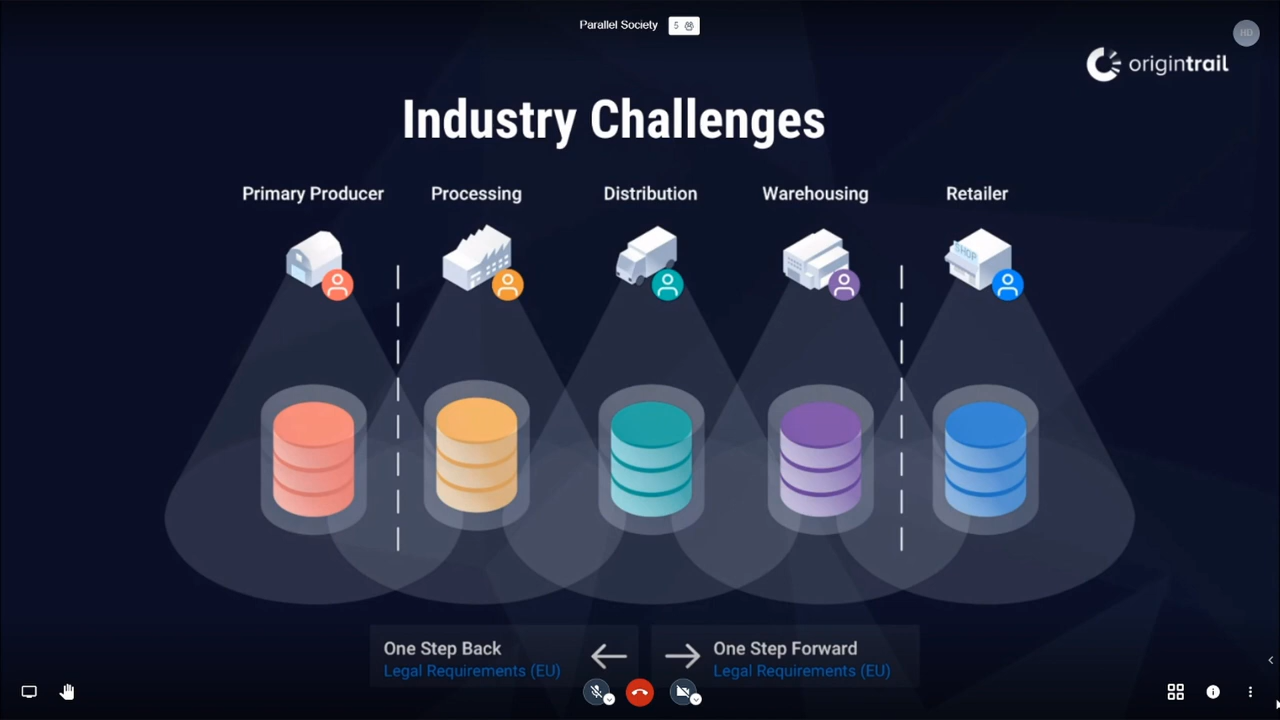 Parallel Society 5
HD
origintrail
Industry Challenges
Primary Producer Processing Distribution Warehousing Retailer
SHOP
One Step Back One Step Forward
Legal Requirements (EU) Legal Requirements (EU)